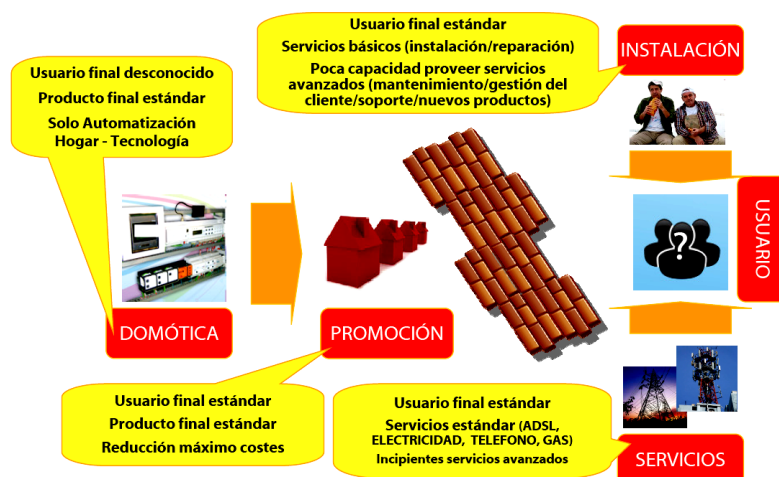 Usuario final estándar
Servicios básicos (instalación/reparación)
Poca capacidad proveer servicios
avanzados (mantenimiento/gestión del
cliente/soporte/nuevos productos)
INSTALACIÓN
Usuario final desconocido
Producto final estándar
Solo Automatización
Hogar - Tecnología
USUARIO
?
DOMÓTICA
PROMOCIÓN
Usuario final estándar
Producto final estándar
Reducción máximo costes
Usuario final estándar
Servicios estándar (ADSL,
ELECTRICIDAD, TELEFONO, GAS)
Incipientes servicios avanzados
SERVICIOS